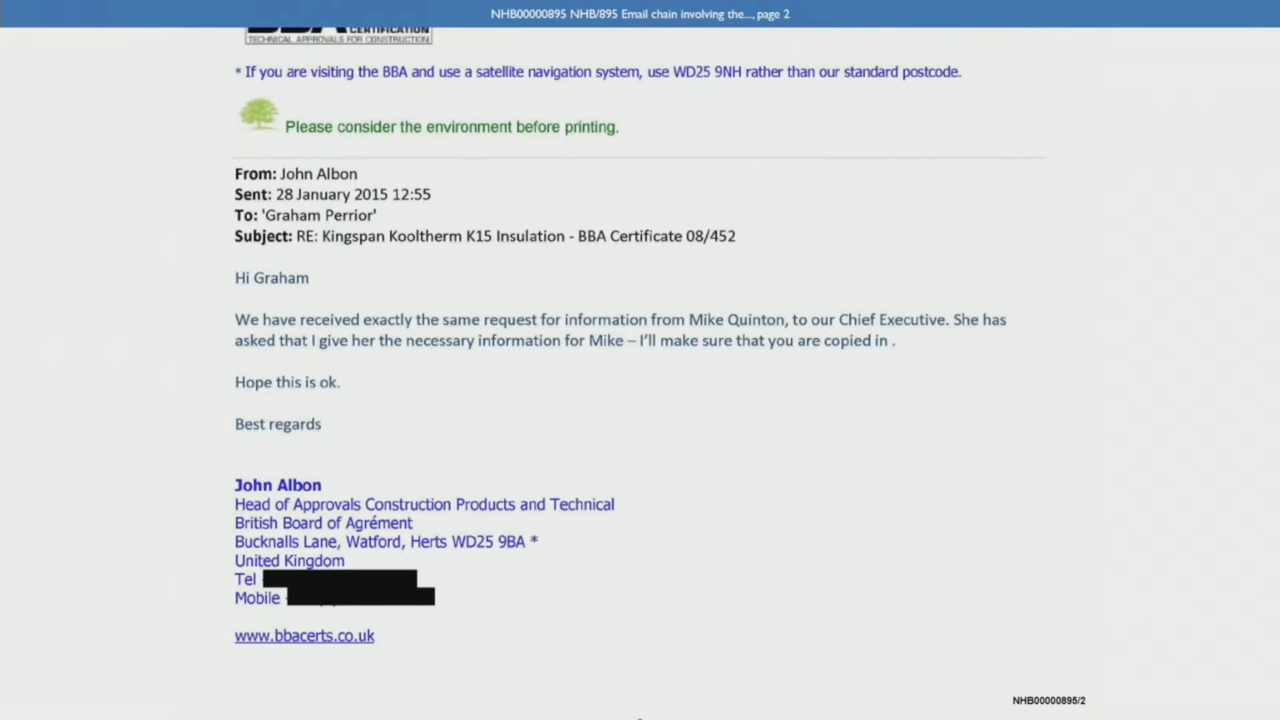 NHB00000895 NHB/895 Email chain involving the..., page 2
CERTIFICATION
TECHNICAL APPROVALS FOR CONSTRUCTION
* If you are visiting the BBA and use a satellite navigation system, use WD25 9NH rather than our standard postcode.
Please consider the environment before printing.
From: John Albon
Sent: 28 January 2015 12:55
To: 'Graham Perrior'
Subject: RE: Kingspan Kooltherm K15 Insulation - BBA Certificate 08/452
Hi Graham
We have received exactly the same request for information from Mike Quinton, to our Chief Executive. She has
asked that I give her the necessary information for Mike – I'll make sure that you are copied in .
Hope this is ok.
Best regards
John Albon
Head of Approvals Construction Products and Technical
British Board of Agrément
Bucknalls Lane, Watford, Herts WD25 9BA *
United Kingdom
Tel
Mobile
www.bbacerts.co.uk
NHB00000895/2